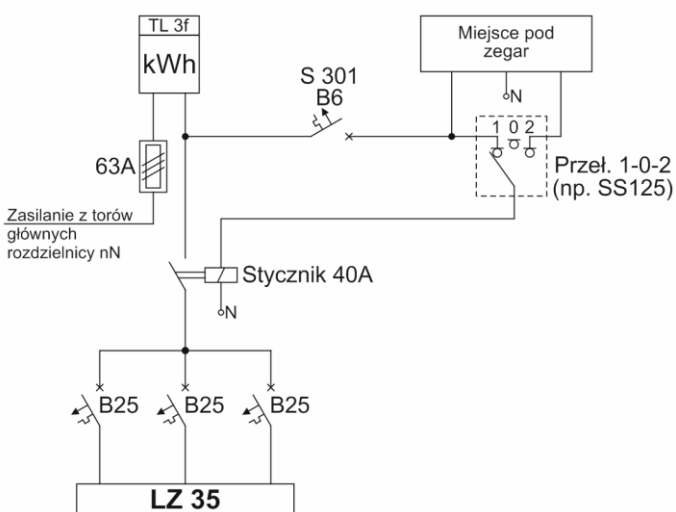 TL 3f
kWh
Miejsce pod
zegar
S 301
B6
N
1 0 2
63A
Przeł. 1-0-2
(np. SS125)
Zasilanie z torów
głównych
rozdzielnicy nN
Stycznik 40A
N
B25 B25 B25
LZ 35